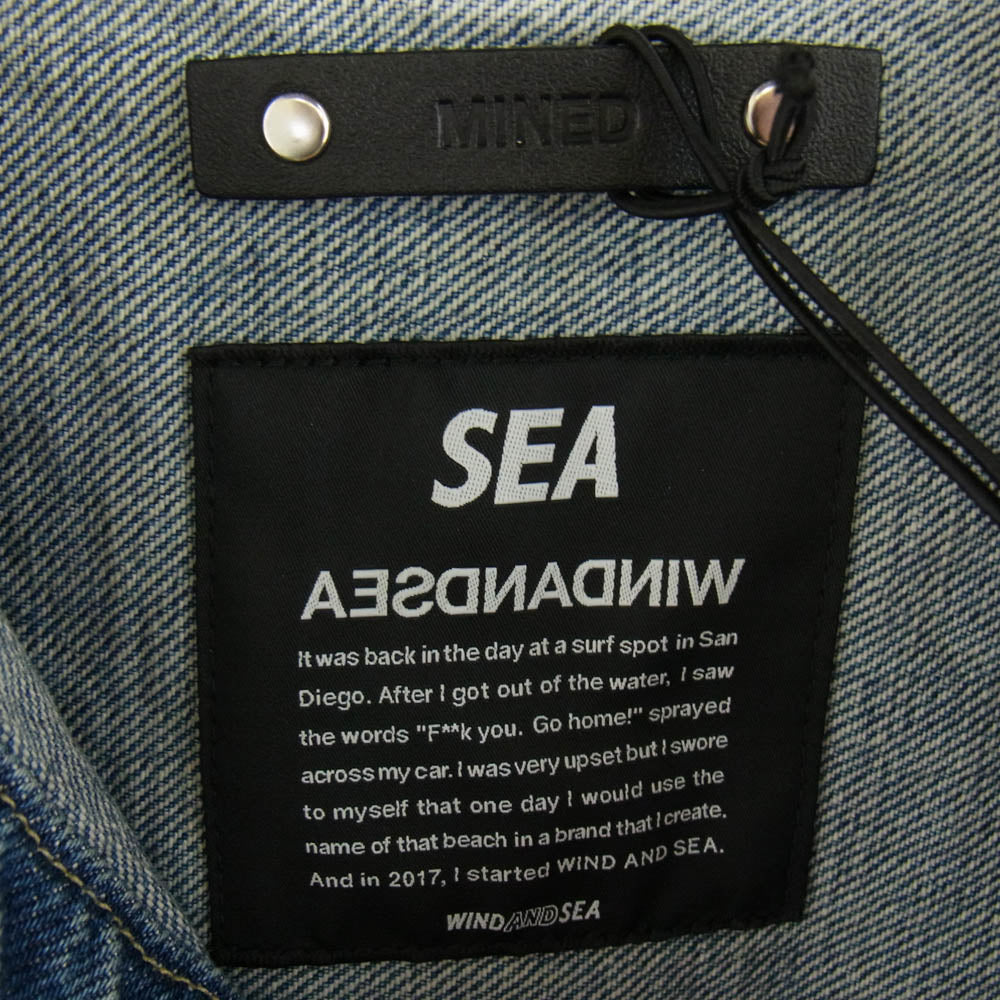 MINED
SEA
WINDANDSEA
It was back in the day at a surf spot in San
Diego. After I got out of the water, I saw
the words "F**k you. Go home!" sprayed
across my car. I was very upset but I swore
to myself that one day I would use the
name of that beach in a brand that I create.
And in 2017, I started WIND AND SEA.
WIND AND SEA